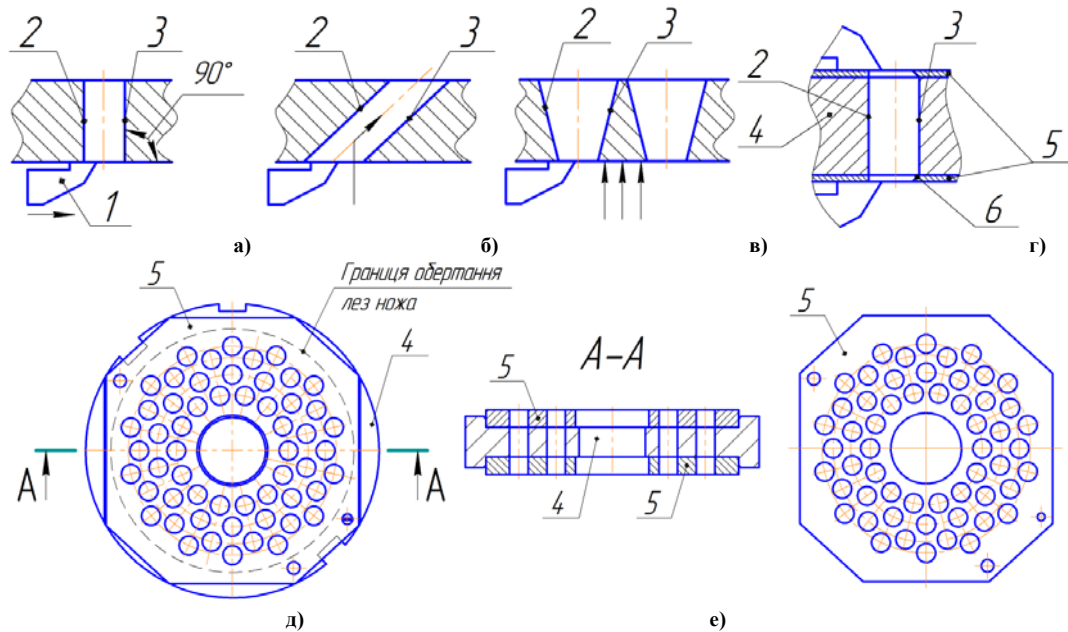 2 3 90° 1
2 3
2 3
3 2 4 5 6
а) б) в) г)
5 Границя обертання
лез ножа
4
А А
А–А
5 4 5
5
д) е)